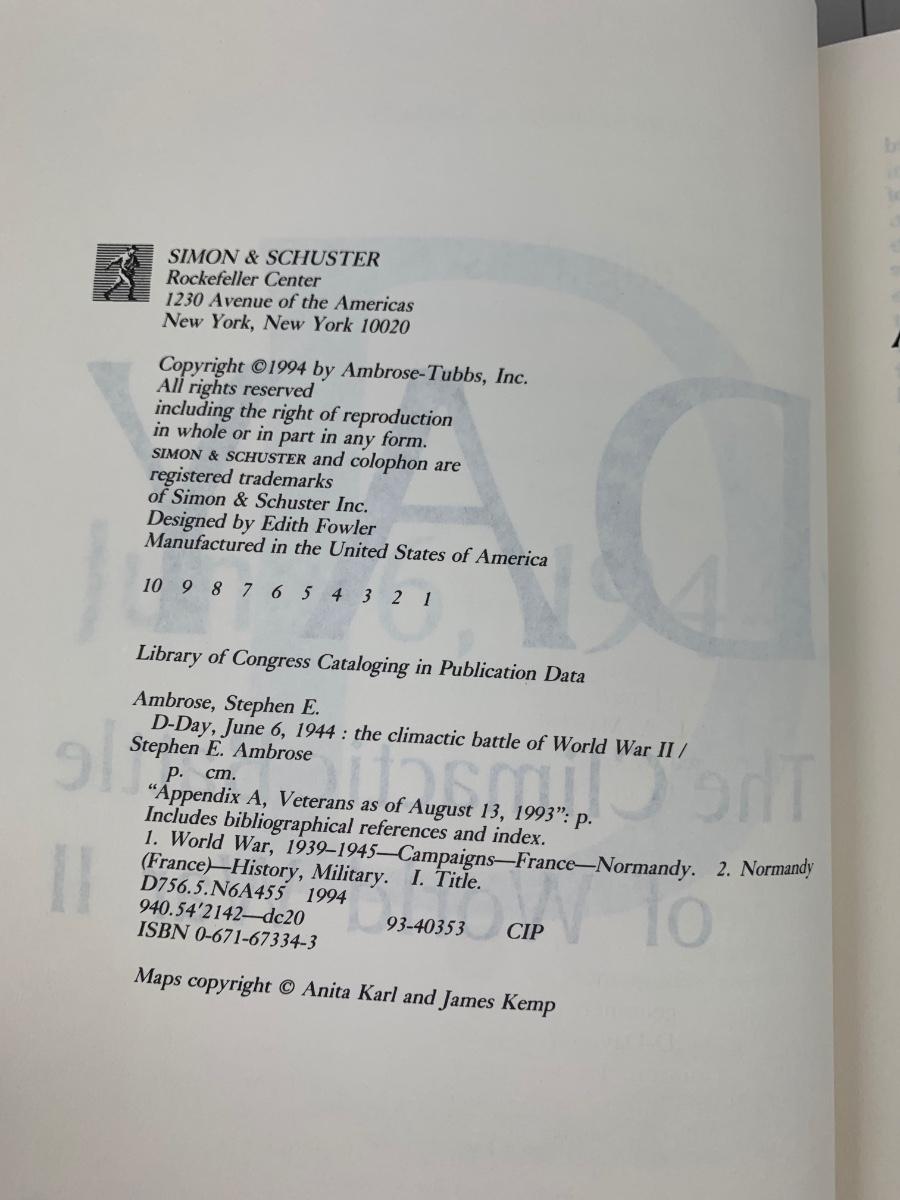 SIMON & SCHUSTER
Rockefeller Center
1230 Avenue of the Americas
New York, New York 10020
Copyright ©1994 by Ambrose-Tubbs, Inc.
All rights reserved
including the right of reproduction
in whole or in part in any form.
SIMON & SCHUSTER and colophon are
registered trademarks
of Simon & Schuster Inc.
Designed by Edith Fowler
Manufactured in the United States of America
10 9 8 7 6 5 4 3 2 1
Library of Congress Cataloging in Publication Data
Ambrose, Stephen E.
D-Day, June 6, 1944 : the climactic battle of World War II /
Stephen E. Ambrose
p. cm.
“Appendix A, Veterans as of August 13, 1993”: p.
Includes bibliographical references and index.
1. World War, 1939–1945—Campaigns—France—Normandy. 2. Normandy
(France)—History, Military. I. Title.
D756.5.N6A455 1994
940.54'2142—dc20 93-40353 CIP
ISBN 0-671-67334-3
Maps copyright © Anita Karl and James Kemp